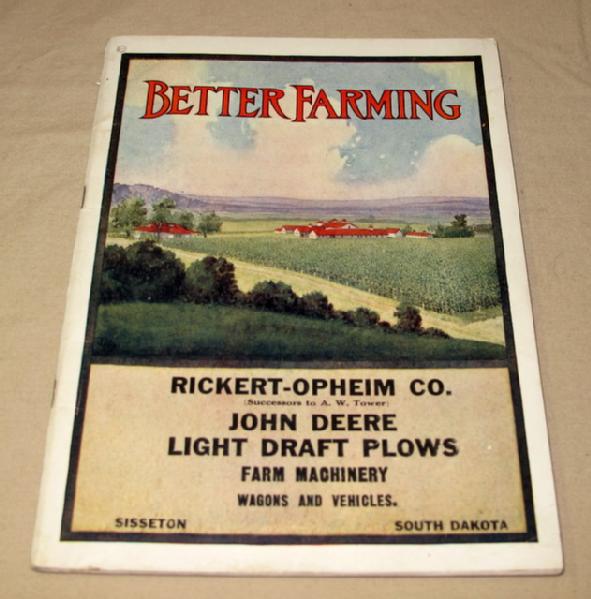 BETTER FARMING
RICKERT-OPHEIM CO.
(Successors to A. W. Tower)
JOHN DEERE
LIGHT DRAFT PLOWS
FARM MACHINERY
WAGONS AND VEHICLES.
SISSETON SOUTH DAKOTA